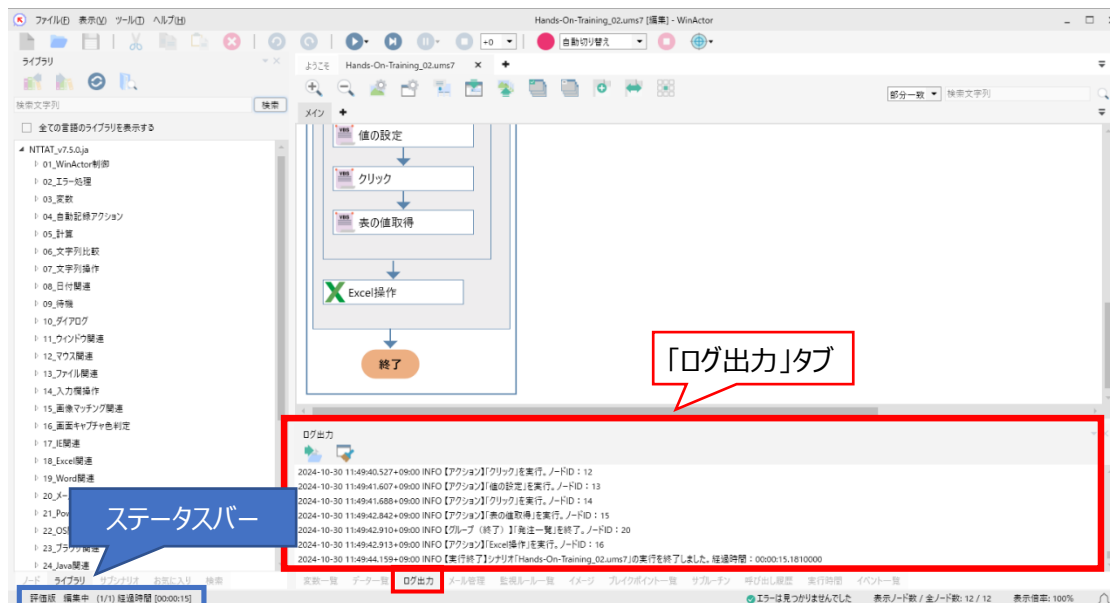 ファイル(F) 表示(V) ツール(T) ヘルプ(H)
Hands-On-Training_02.ums7 [編集] - WinActor
+0
自動切り替え
ライブラリ
ようこそ Hands-On-Training_02.ums7
検索文字列
検索
部分一致
検索文字列
メイン
全ての言語のライブラリを表示する
NTTAT_v7.5.0.ja
01_WinActor制御
02_エラー処理
03_変数
04_自動記録アクション
05_計算
06_文字列比較
07_文字列操作
08_日付関連
09_待機
10_ダイアログ
11_ウィンドウ関連
12_マウス関連
13_ファイル関連
14_入力欄操作
15_画像マッチング関連
16_画面キャプチャ色判定
17_IE関連
18_Excel関連
19_Word関連
20_メー
21_Pow
22_OS
23_ブラウザ関連
24_Java関連
値の設定
クリック
表の値取得
Excel操作
終了
「ログ出力」タブ
ログ出力
2024-10-30 11:49:40.527+09:00 INFO 【アクション】「クリック」を実行。ノードID：12
2024-10-30 11:49:41.607+09:00 INFO 【アクション】「値の設定」を実行。ノードID：13
2024-10-30 11:49:41.688+09:00 INFO 【アクション】「クリック」を実行。ノードID：14
2024-10-30 11:49:42.842+09:00 INFO 【アクション】「表の値取得」を実行。ノードID：15
2024-10-30 11:49:42.910+09:00 INFO 【グループ（終了）】「発注一覧」を終了。ノードID：20
2024-10-30 11:49:42.913+09:00 INFO 【アクション】「Excel操作」を実行。ノードID：16
2024-10-30 11:49:44.159+09:00 INFO 【実行終了】シナリオ「Hands-On-Training_02.ums7」の実行を終了しました。経過時間：00:00:15.1810000
ステータスバー
ノード ライブラリ サブシナリオ お気に入り 検索
変数一覧 データ一覧 ログ出力 メール管理 監視ルール一覧 イメージ ブレイクポイント一覧 サブルーチン 呼び出し履歴 実行時間 イベント一覧
評価版 編集中 (1/1) 経過時間 [00:00:15]
エラーは見つかりませんでした 表示ノード数 / 全ノード数: 12 / 12 表示倍率: 100%